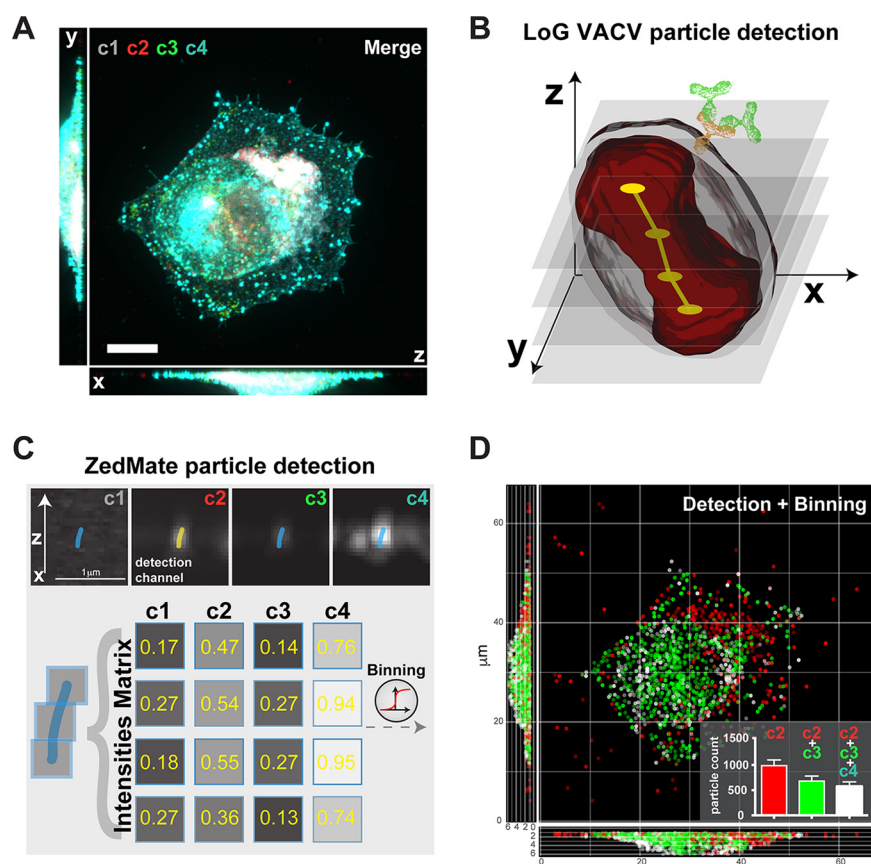 A
y
c1 c2 c3 c4
Merge
z
x
B
LoG VACV particle detection
z
x
y
C
ZedMate particle detection
c1
c2
c3
c4
z
x
1μm
detection
channel
c1 c2 c3 c4
Intensities Matrix
0.17 0.47 0.14 0.76
0.27 0.54 0.27 0.94
0.18 0.55 0.27 0.95
0.27 0.36 0.13 0.74
Binning
D
Detection + Binning
60
40
20
0
μm
6 4 2 0
0
2
4
6
0 20 40 60
particle count
1500
1000
500
0
c2
c2
+
c3
c2
+
c3
+
c4